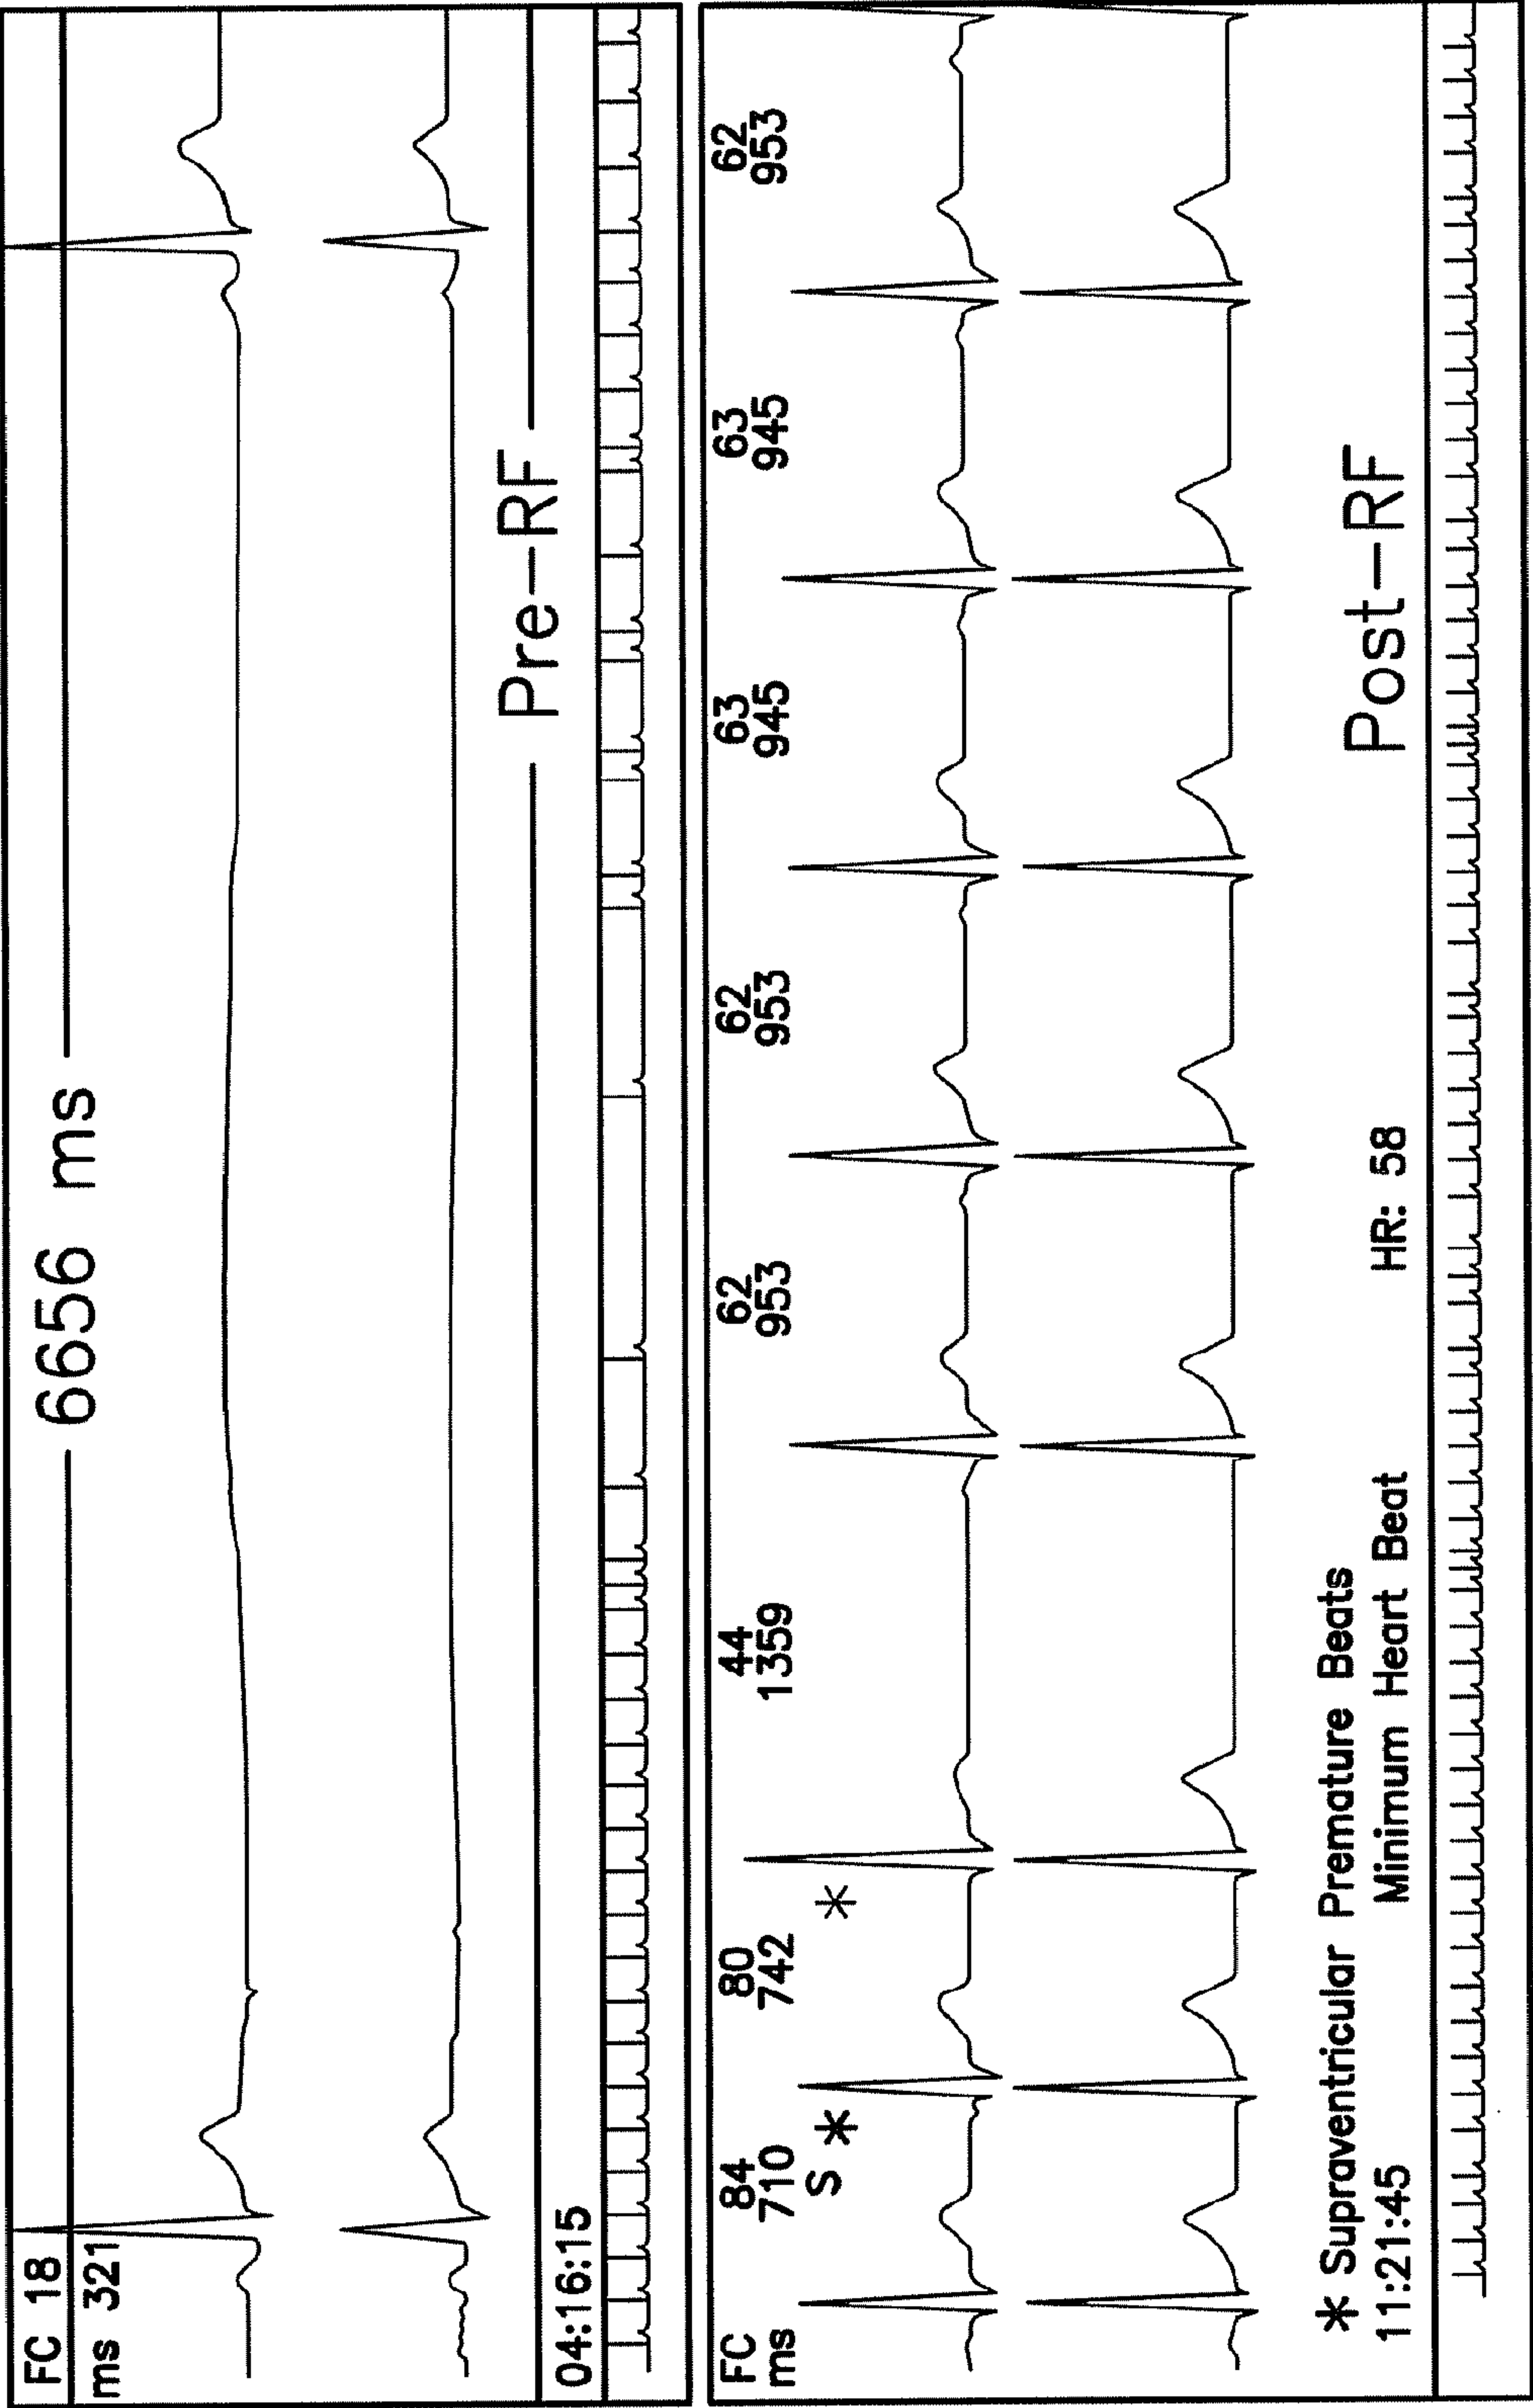 FC 18
ms 321
6656 ms
Pre-RF
04:16:15
FC 84 80 44 62 62 63 63 62
ms 710 742 1359 953 953 945 945 953
S * *
* Supraventricular Premature Beats
11:21:45 Minimum Heart Beat HR: 58 Post-RF